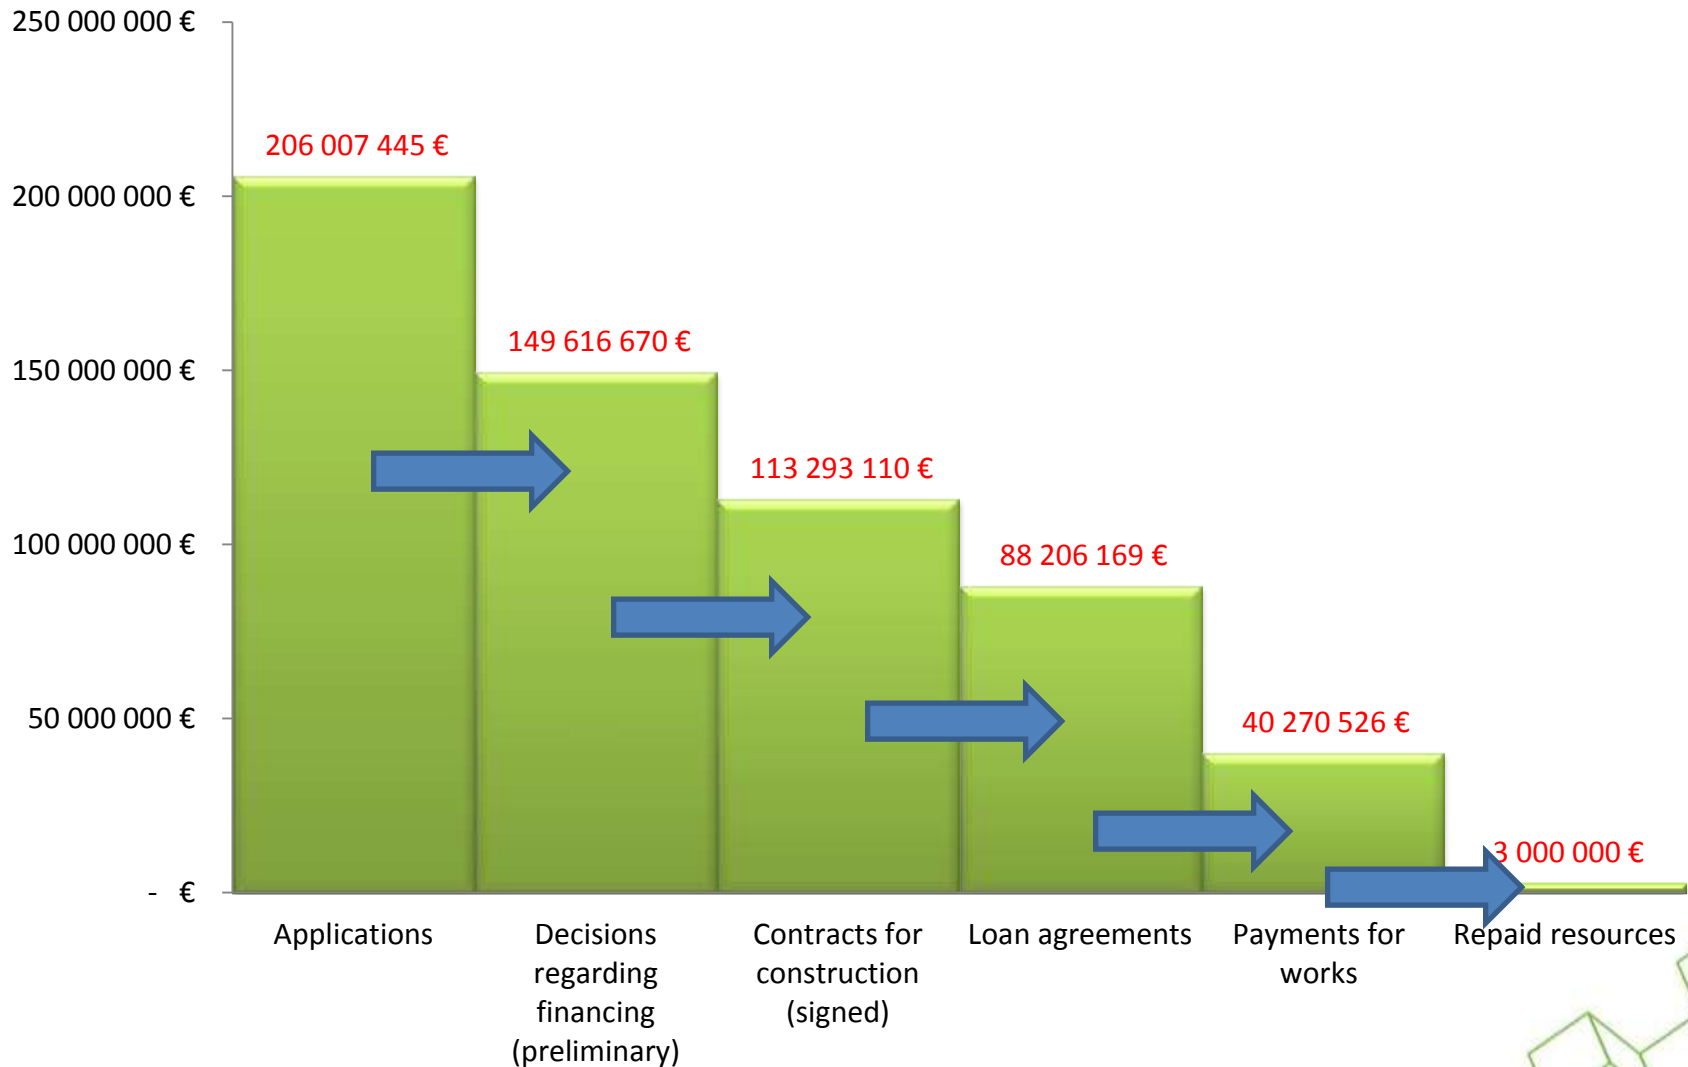 250 000 000 €
200 000 000 €
150 000 000 €
100 000 000 €
50 000 000 €
- €
206 007 445 €
149 616 670 €
113 293 110 €
88 206 169 €
40 270 526 €
3 000 000 €
Applications
Decisions
regarding
financing
(preliminary)
Contracts for
construction
(signed)
Loan agreements
Payments for
works
Repaid resources